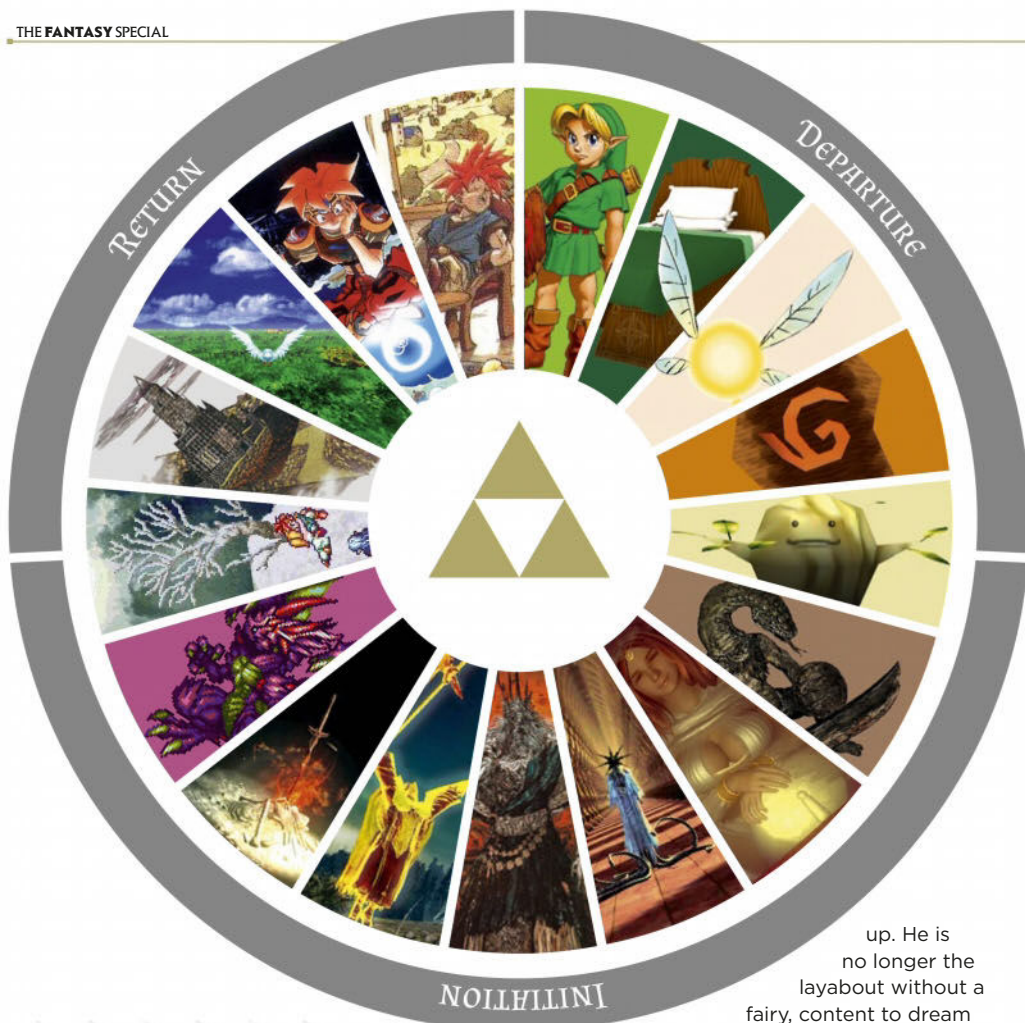 THE FANTASY SPECIAL
RETURN
DEPARTURE
INITIATION
up. He is
no longer the
layabout without a
fairy, content to dream